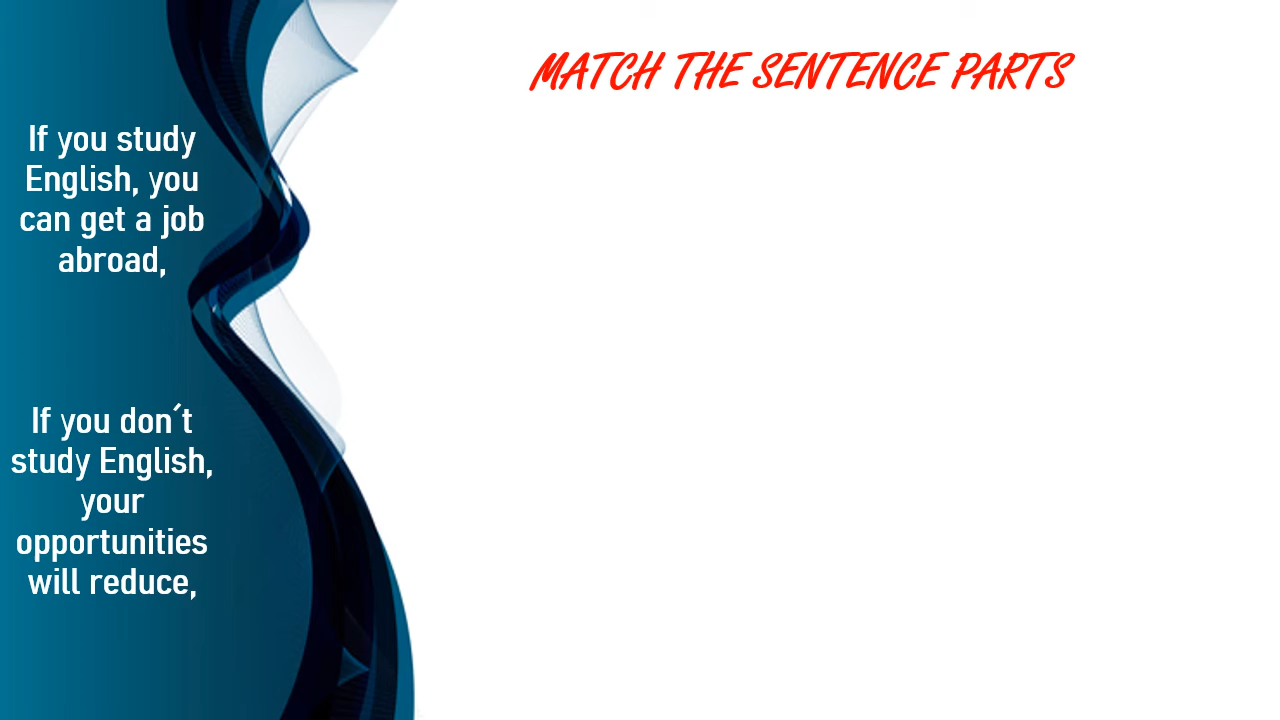 MATCH THE SENTENCE PARTS
If you study
English, you
can get a job
abroad,
If you don´t
study English,
your
opportunities
will reduce,